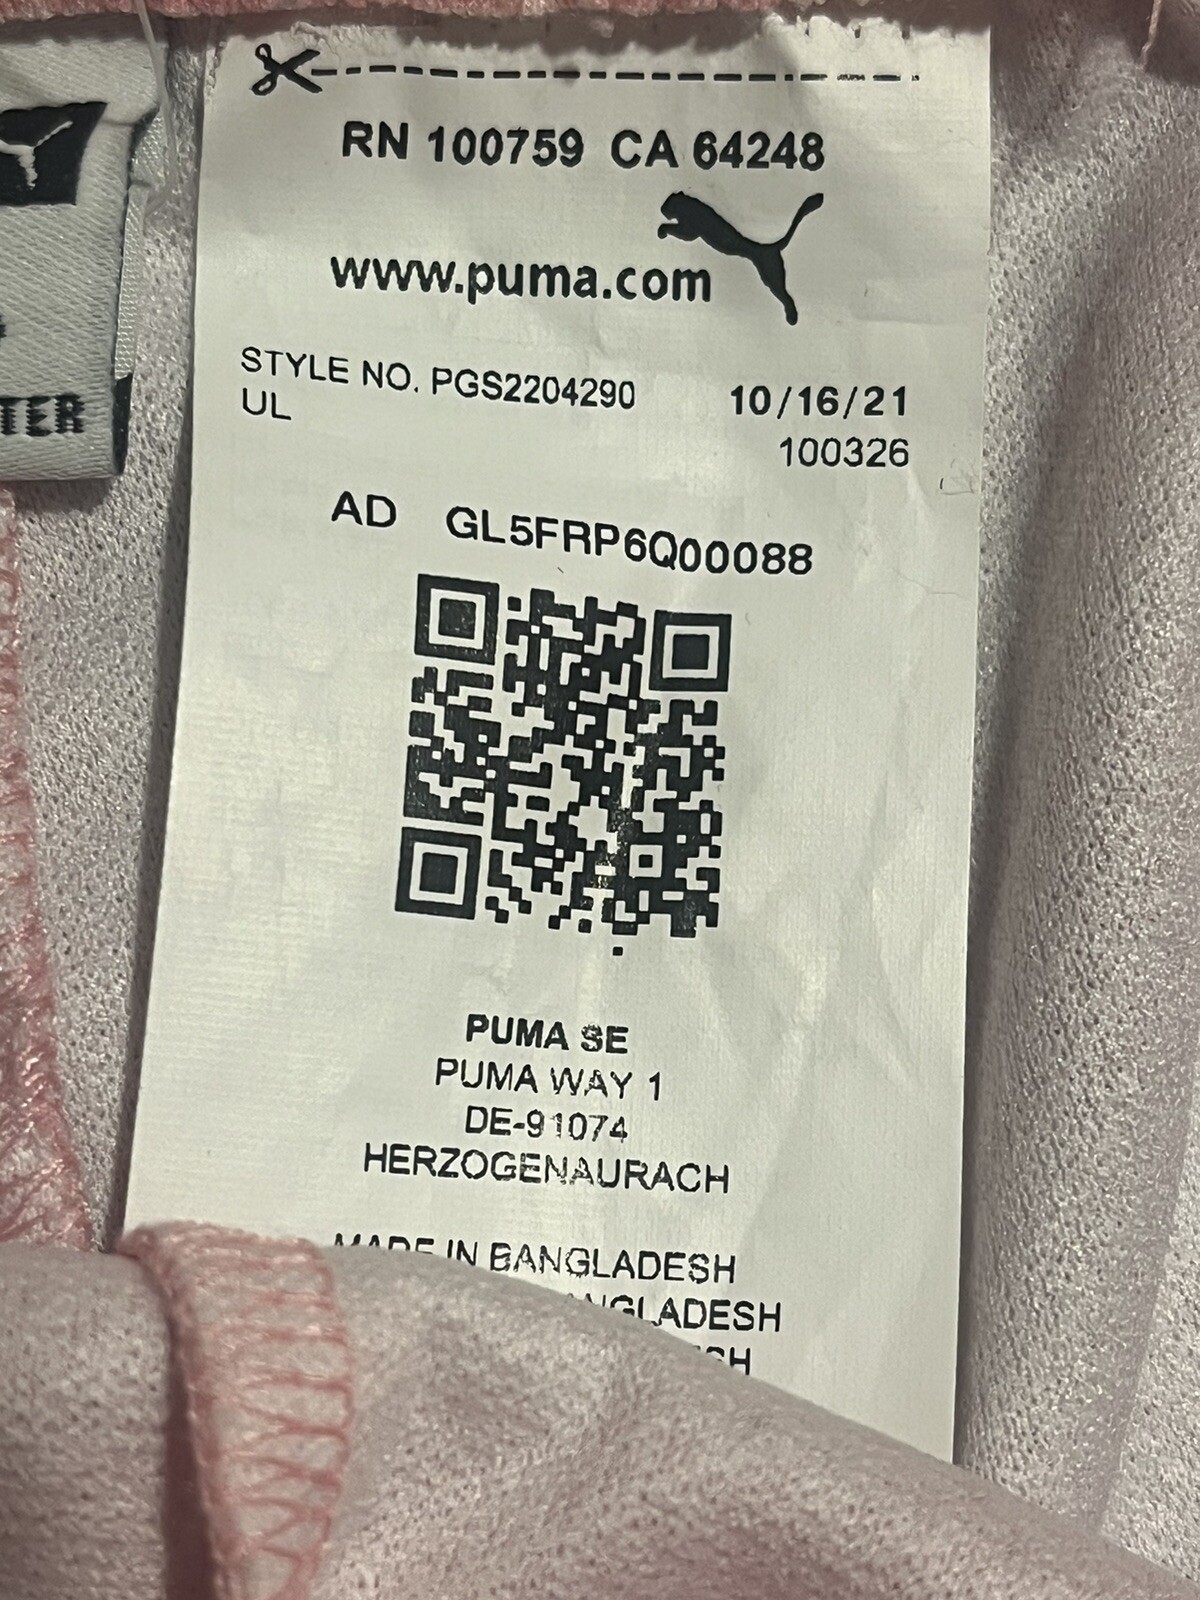 RN 100759 CA 64248
www.puma.com
STYLE NO. PGS2204290
UL
10/16/21
100326
AD GL5FRP6Q00088
PUMA SE
PUMA WAY 1
DE-91074
HERZOGENAURACH
MADE IN BANGLADESH